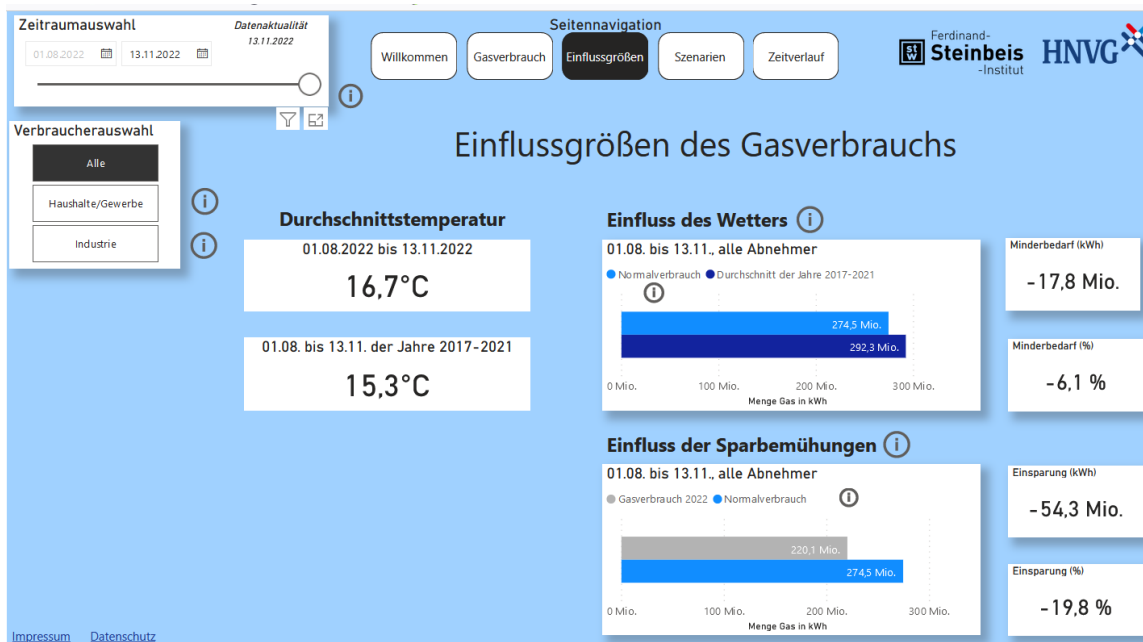 Zeitraumauswahl
Datenaktualität
13.11.2022
01.08.2022
13.11.2022
Seitennavigation
Willkommen
Gasverbrauch
Einflussgrößen
Szenarien
Zeitverlauf
Ferdinand-
Steinbeis
-Institut
HNVG
Verbraucherauswahl
Alle
Haushalte/Gewerbe
Industrie
Einflussgrößen des Gasverbrauchs
Durchschnittstemperatur
01.08.2022 bis 13.11.2022
16,7°C
01.08. bis 13.11. der Jahre 2017-2021
15,3°C
Einfluss des Wetters
01.08. bis 13.11., alle Abnehmer
Normalverbrauch Durchschnitt der Jahre 2017-2021
274,5 Mio.
292,3 Mio.
0 Mio. 100 Mio. 200 Mio. 300 Mio.
Menge Gas in kWh
Minderbedarf (kWh)
-17,8 Mio.
Minderbedarf (%)
-6,1 %
Einfluss der Sparbemühungen
01.08. bis 13.11., alle Abnehmer
Gasverbrauch 2022 Normalverbrauch
220,1 Mio.
274,5 Mio.
0 Mio. 100 Mio. 200 Mio. 300 Mio.
Menge Gas in kWh
Einsparung (kWh)
-54,3 Mio.
Einsparung (%)
-19,8 %
Impressum Datenschutz